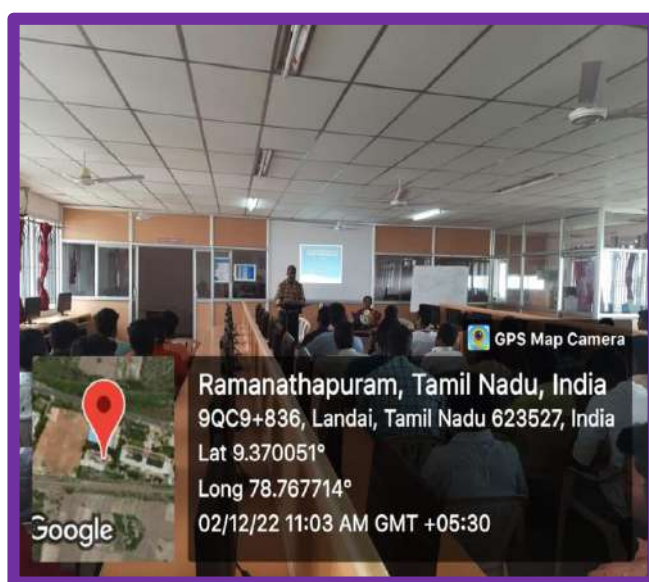 GPS Map Camera
Ramanathapuram, Tamil Nadu, India
9QC9+836, Landai, Tamil Nadu 623527, India
Lat 9.370051°
Long 78.767714°
02/12/22 11:03 AM GMT +05:30
Google